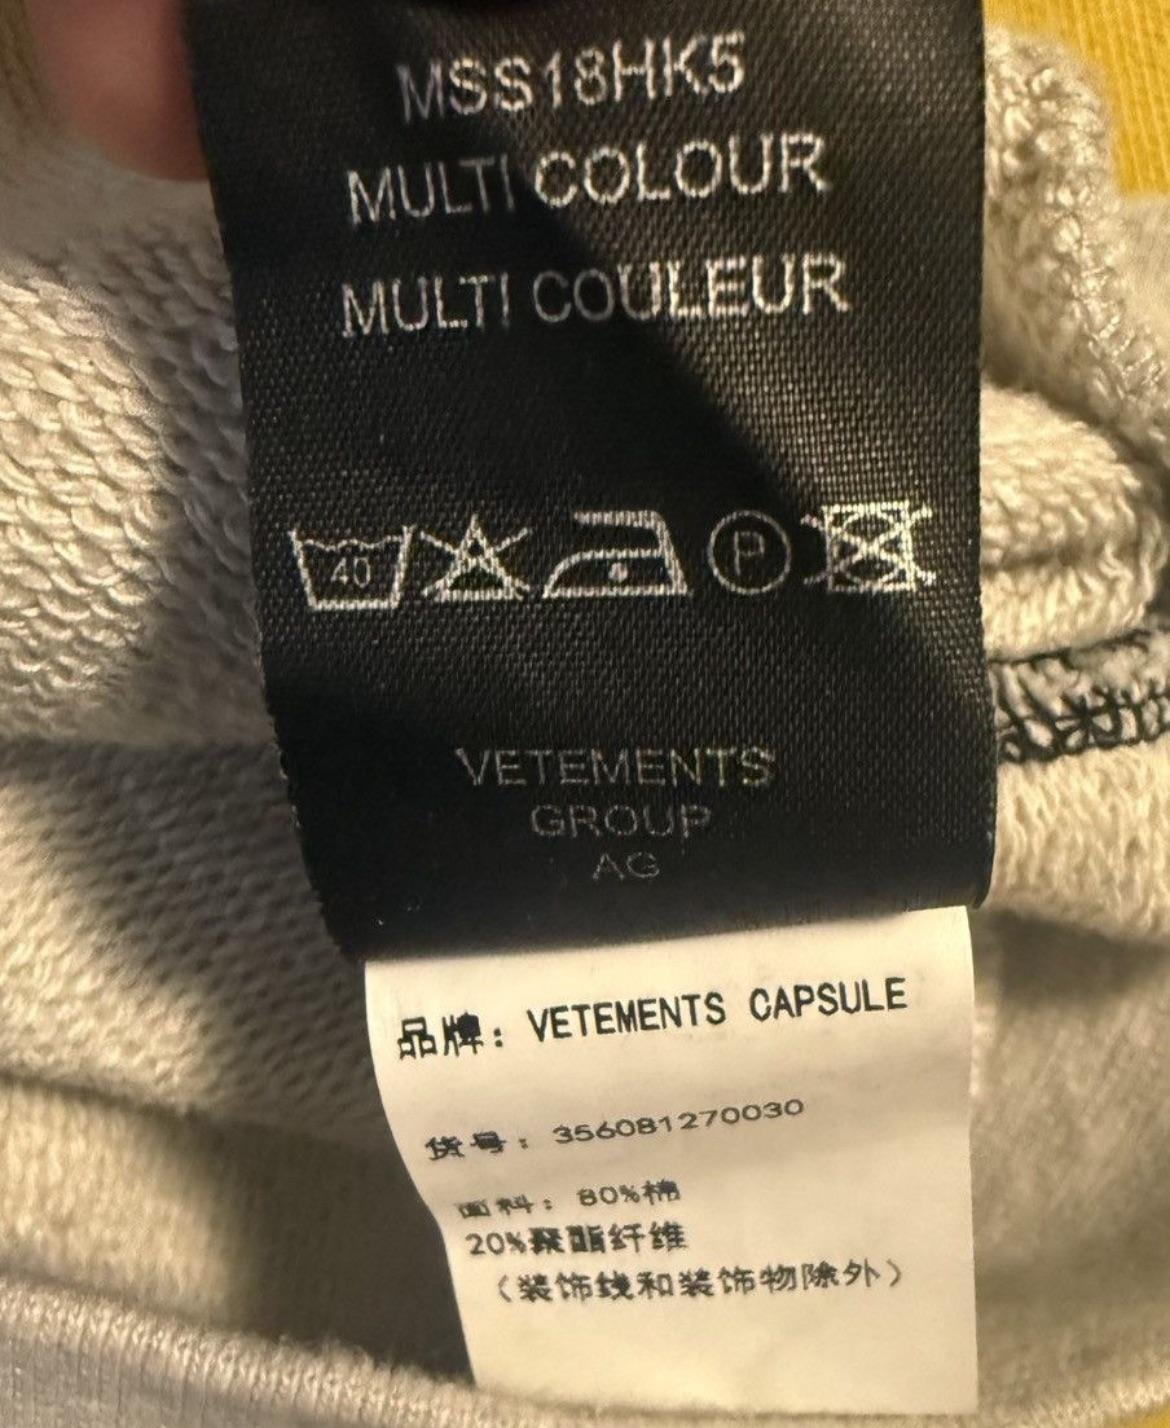 MSS18HK5
MULTI COLOUR
MULTI COULEUR
40
P
VETEMENTS
GROUP
AG
品牌: VETEMENTS CAPSULE
货号: 356081270030
面料: 80%棉
20%聚酯纤维
(装饰线和装饰物除外)